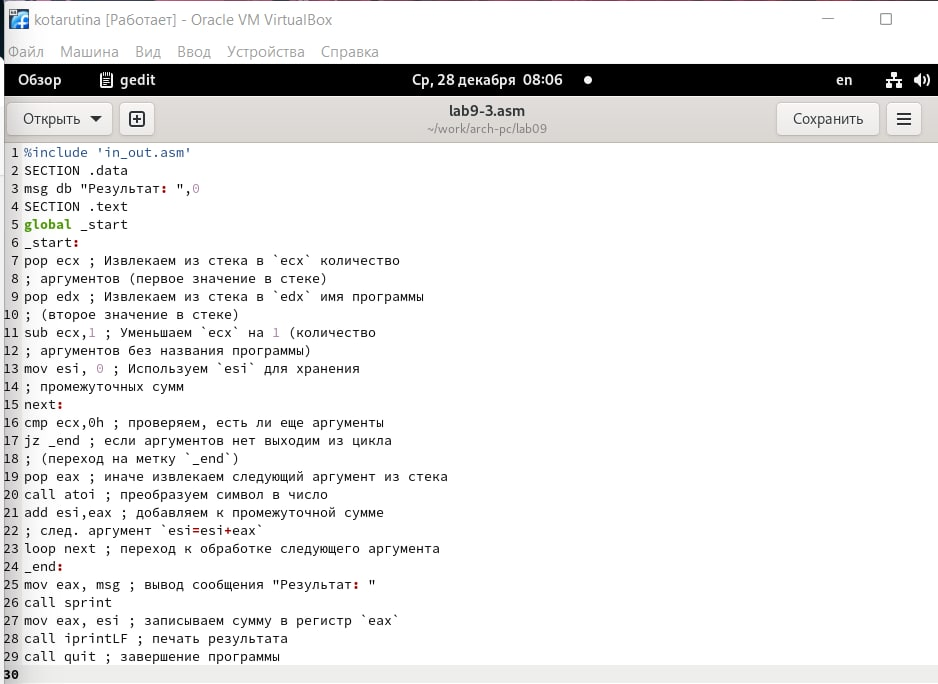 kotarutina [Работает] - Oracle VM VirtualBox
Файл Машина Вид Ввод Устройства Справка
Обзор gedit Ср, 28 декабря 08:06 en
Открыть lab9-3.asm Сохранить
~/work/arch-pc/lab09
1 %include 'in_out.asm'
2 SECTION .data
3 msg db "Результат: ",0
4 SECTION .text
5 global _start
6 _start:
7 pop ecx ; Извлекаем из стека в `ecx` количество
8 ; аргументов (первое значение в стеке)
9 pop edx ; Извлекаем из стека в `edx` имя программы
10 ; (второе значение в стеке)
11 sub ecx,1 ; Уменьшаем `ecx` на 1 (количество
12 ; аргументов без названия программы)
13 mov esi, 0 ; Используем `esi` для хранения
14 ; промежуточных сумм
15 next:
16 cmp ecx,0h ; проверяем, есть ли еще аргументы
17 jz _end ; если аргументов нет выходим из цикла
18 ; (переход на метку `_end`)
19 pop eax ; иначе извлекаем следующий аргумент из стека
20 call atoi ; преобразуем символ в число
21 add esi,eax ; добавляем к промежуточной сумме
22 ; след. аргумент `esi=esi+eax`
23 loop next ; переход к обработке следующего аргумента
24 _end:
25 mov eax, msg ; вывод сообщения "Результат: "
26 call sprint
27 mov eax, esi ; записываем сумму в регистр `eax`
28 call iprintLF ; печать результата
29 call quit ; завершение программы
30